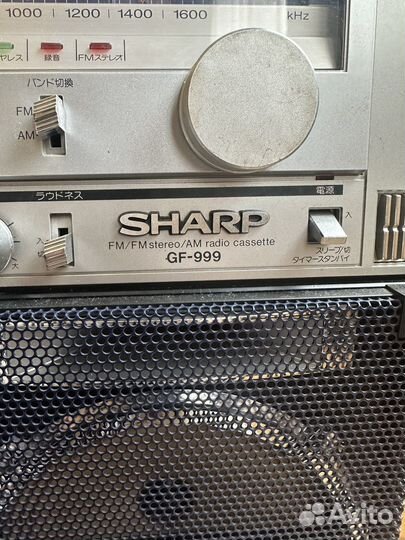 1000 1200 1400 1600 kHz
録音 FMステレオ
バンド切換
FM
AM
ラウドネス 電源
入 SHARP 入
切 FM/FM stereo/AM radio cassette
GF-999
スリープ/切
大 タイマースタンバイ
Avito